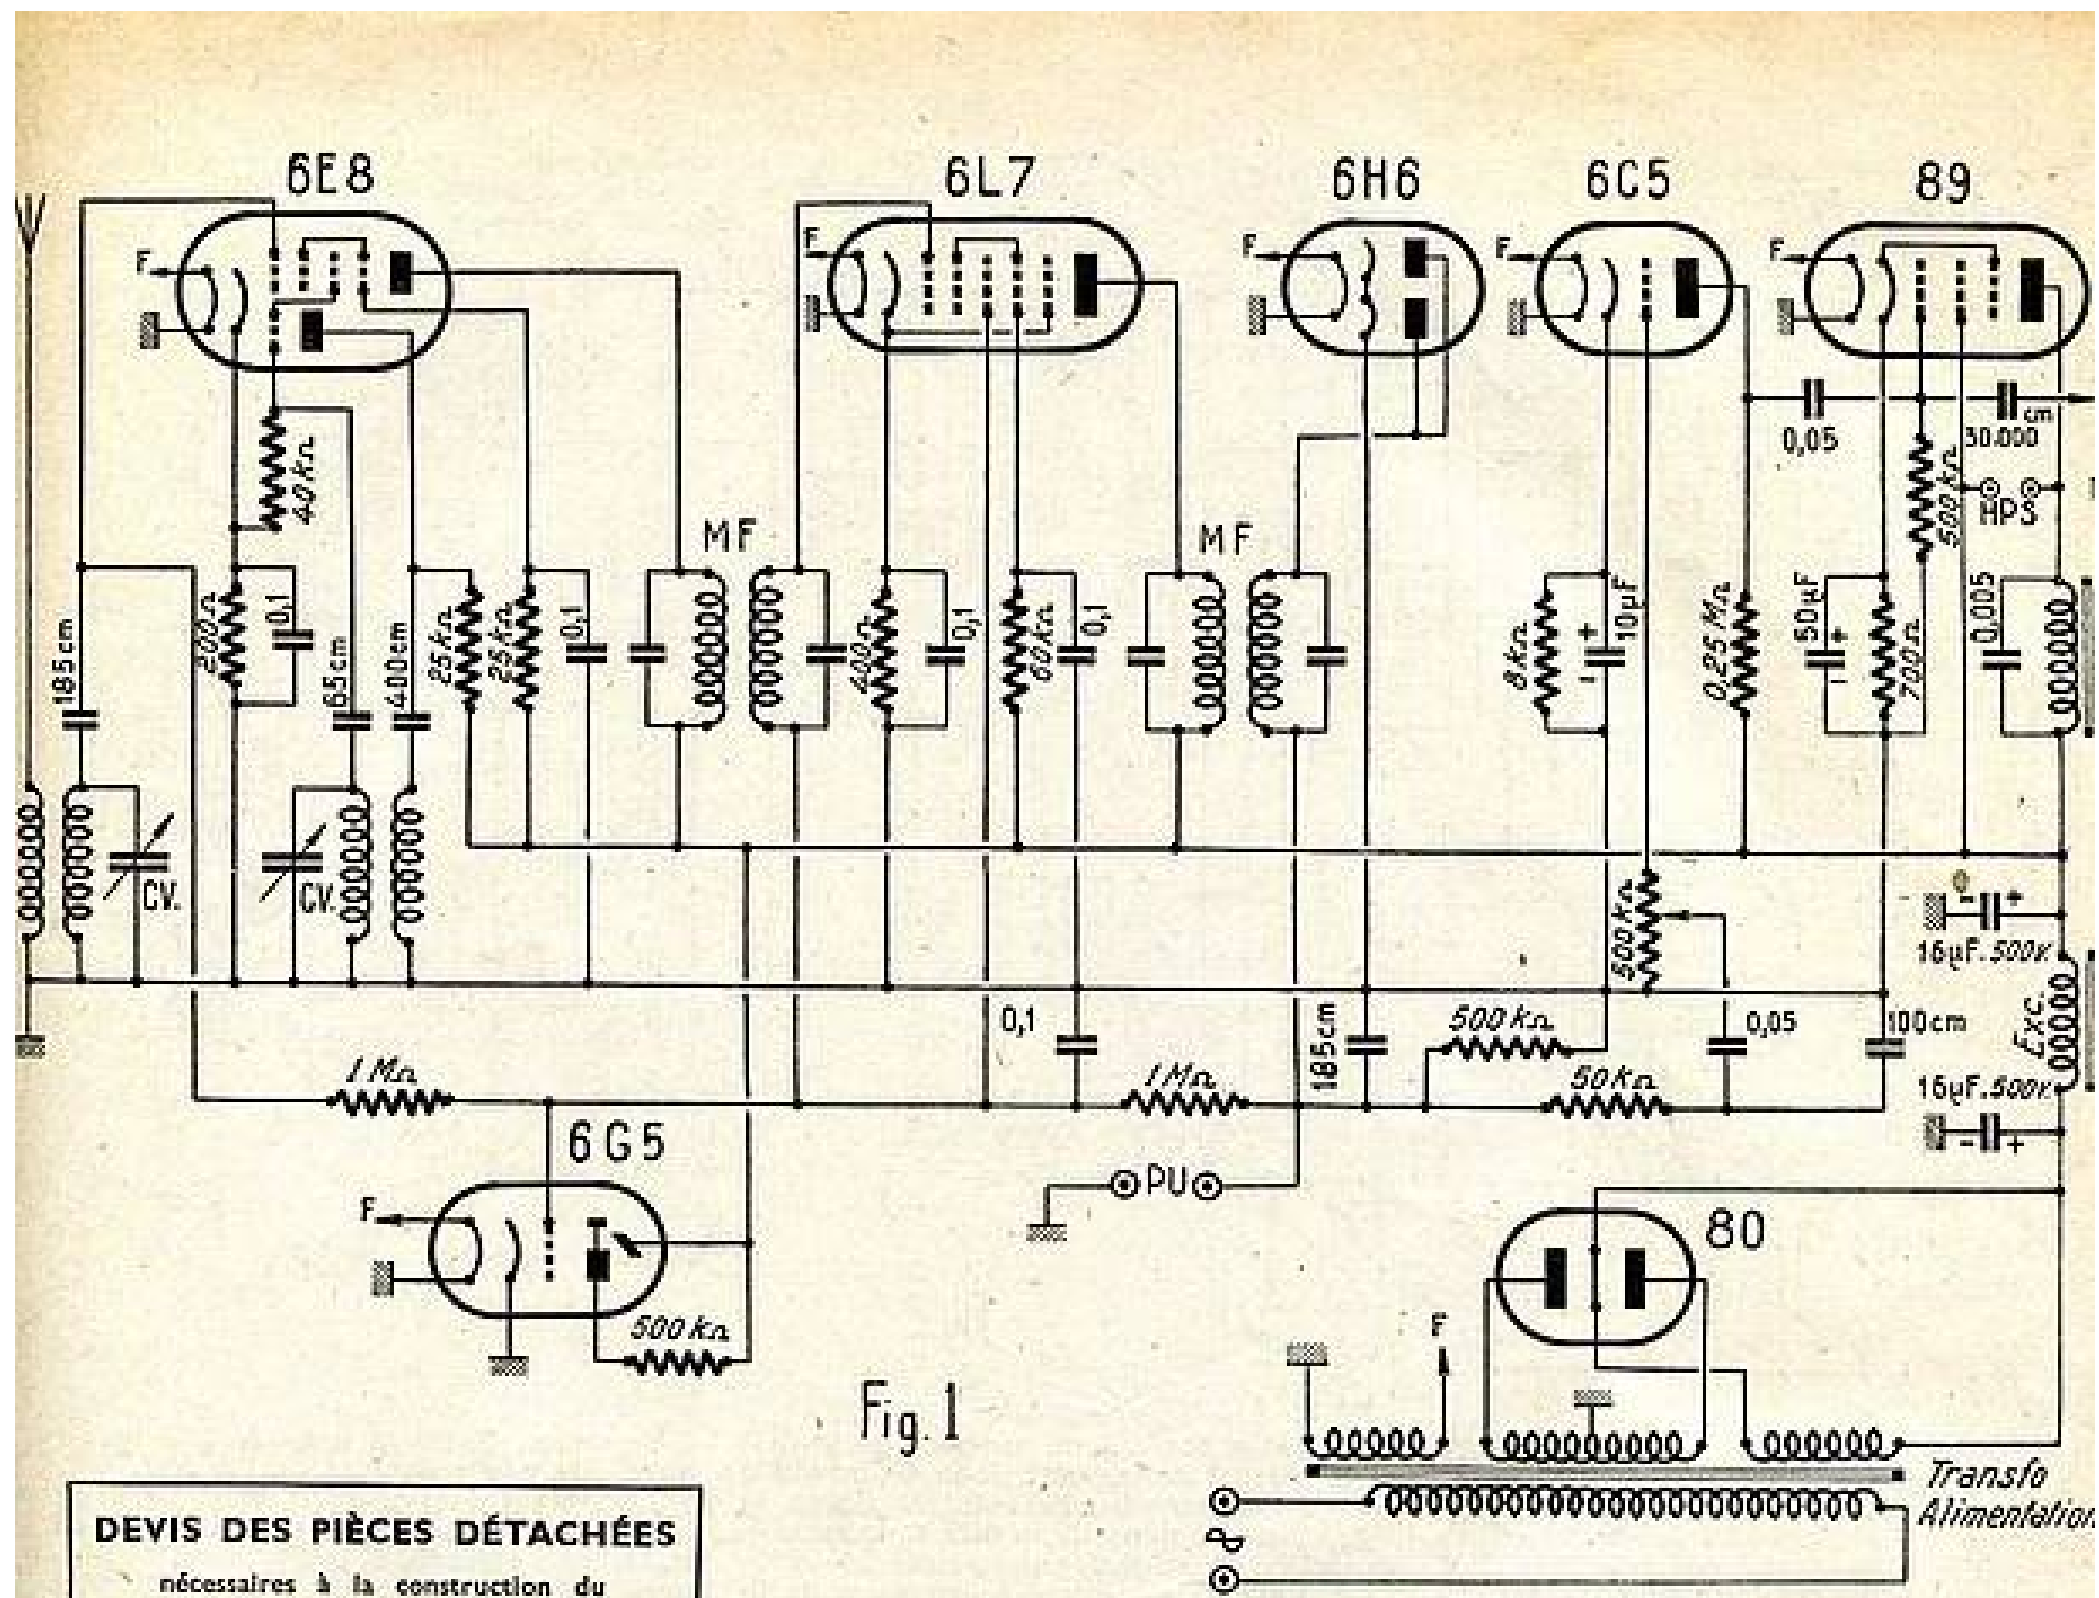 6E8
6L7
6H6
6C5
89
F
F
F
F
F
0,05
cm
30.000
40kΩ
500kΩ
HPS
MF
MF
185cm
200Ω
0,1
65cm
400cm
25kΩ
25kΩ
0,1
400Ω
0,1
60kΩ
0,1
8kΩ
- +
10µF
0,25 MΩ
50µF
- +
700Ω
0,005
CV.
CV.
500kΩ
- +
16µF.500v.
0,1
185cm
500kΩ
0,05
100cm
Exc.
1MΩ
1MΩ
50kΩ
16µF.500v.
- +
6G5
PU
F
80
500kΩ
F
Fig. 1
Transfo
Alimentation
DEVIS DES PIÈCES DÉTACHÉES
nécessaires à la construction du